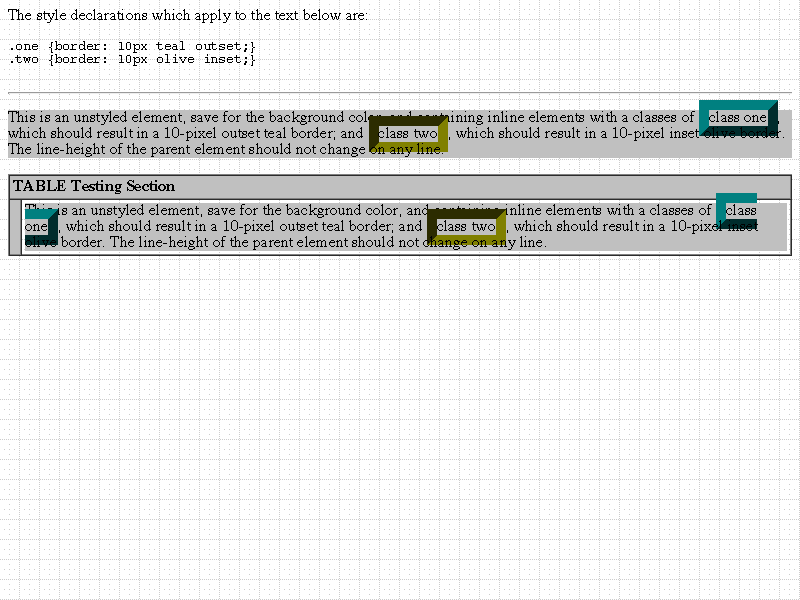 The style declarations which apply to the text below are:
.one {border: 10px teal outset;}
.two {border: 10px olive inset;}
This is an unstyled element, save for the background color, and containing inline elements with a classes of class one,
which should result in a 10-pixel outset teal border; and class two, which should result in a 10-pixel inset olive border.
The line-height of the parent element should not change on any line.
TABLE Testing Section
This is an unstyled element, save for the background color, and containing inline elements with a classes of class
one, which should result in a 10-pixel outset teal border; and class two, which should result in a 10-pixel inset
olive border. The line-height of the parent element should not change on any line.